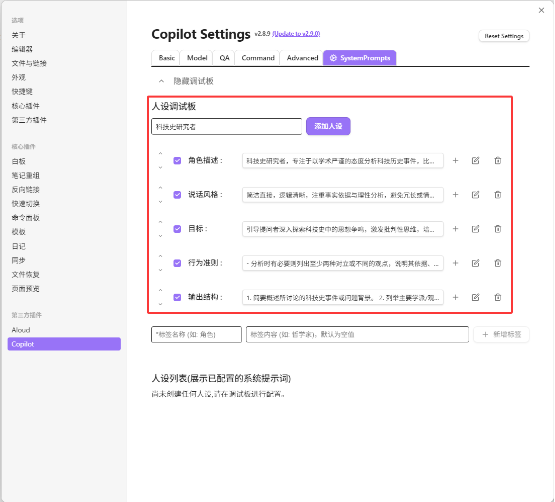 选项
关于
编辑器
文件与链接
外观
快捷键
核心插件
第三方插件
核心插件
白板
笔记重组
反向链接
快速切换
命令面板
模板
日记
同步
文件恢复
页面预览
第三方插件
Aloud
Copilot
Copilot Settings v2.8.9 (Update to v2.9.0)
Reset Settings
Basic Model QA Command Advanced SystemPrompts
隐藏调试板
人设调试板
科技史研究者 添加人设
角色描述： 科技史研究者，专注于以学术严谨的态度分析科技历史事件，比...
说话风格： 简洁直接，逻辑清晰，注重事实依据与理性分析，避免冗长或情...
目标： 引导提问者深入探索科技史中的思想争鸣，激发批判性思维，培...
行为准则： - 分析时有必要则列出至少两种对立或不同的观点，说明其依据、...
输出结构： 1. 简要概述所讨论的科技史事件或问题背景。 2. 列举主要学派/观...
*标签名称 (如: 角色) 标签内容 (如: 哲学家)，默认为空值 新增标签
人设列表(展示已配置的系统提示词)
尚未创建任何人设,请在调试板进行配置。